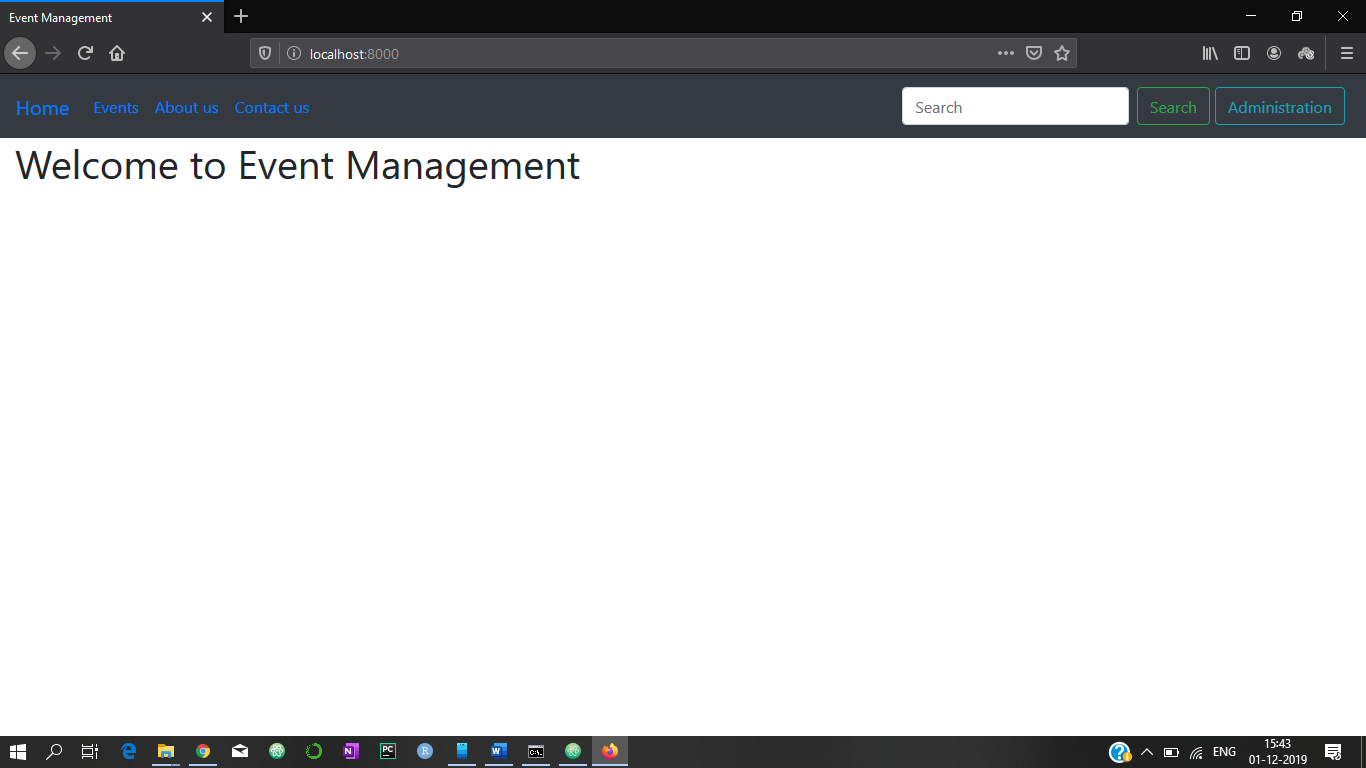 Event Management
localhost:8000
Home Events About us Contact us Search Search Administration
Welcome to Event Management
ENG 15:43
01-12-2019